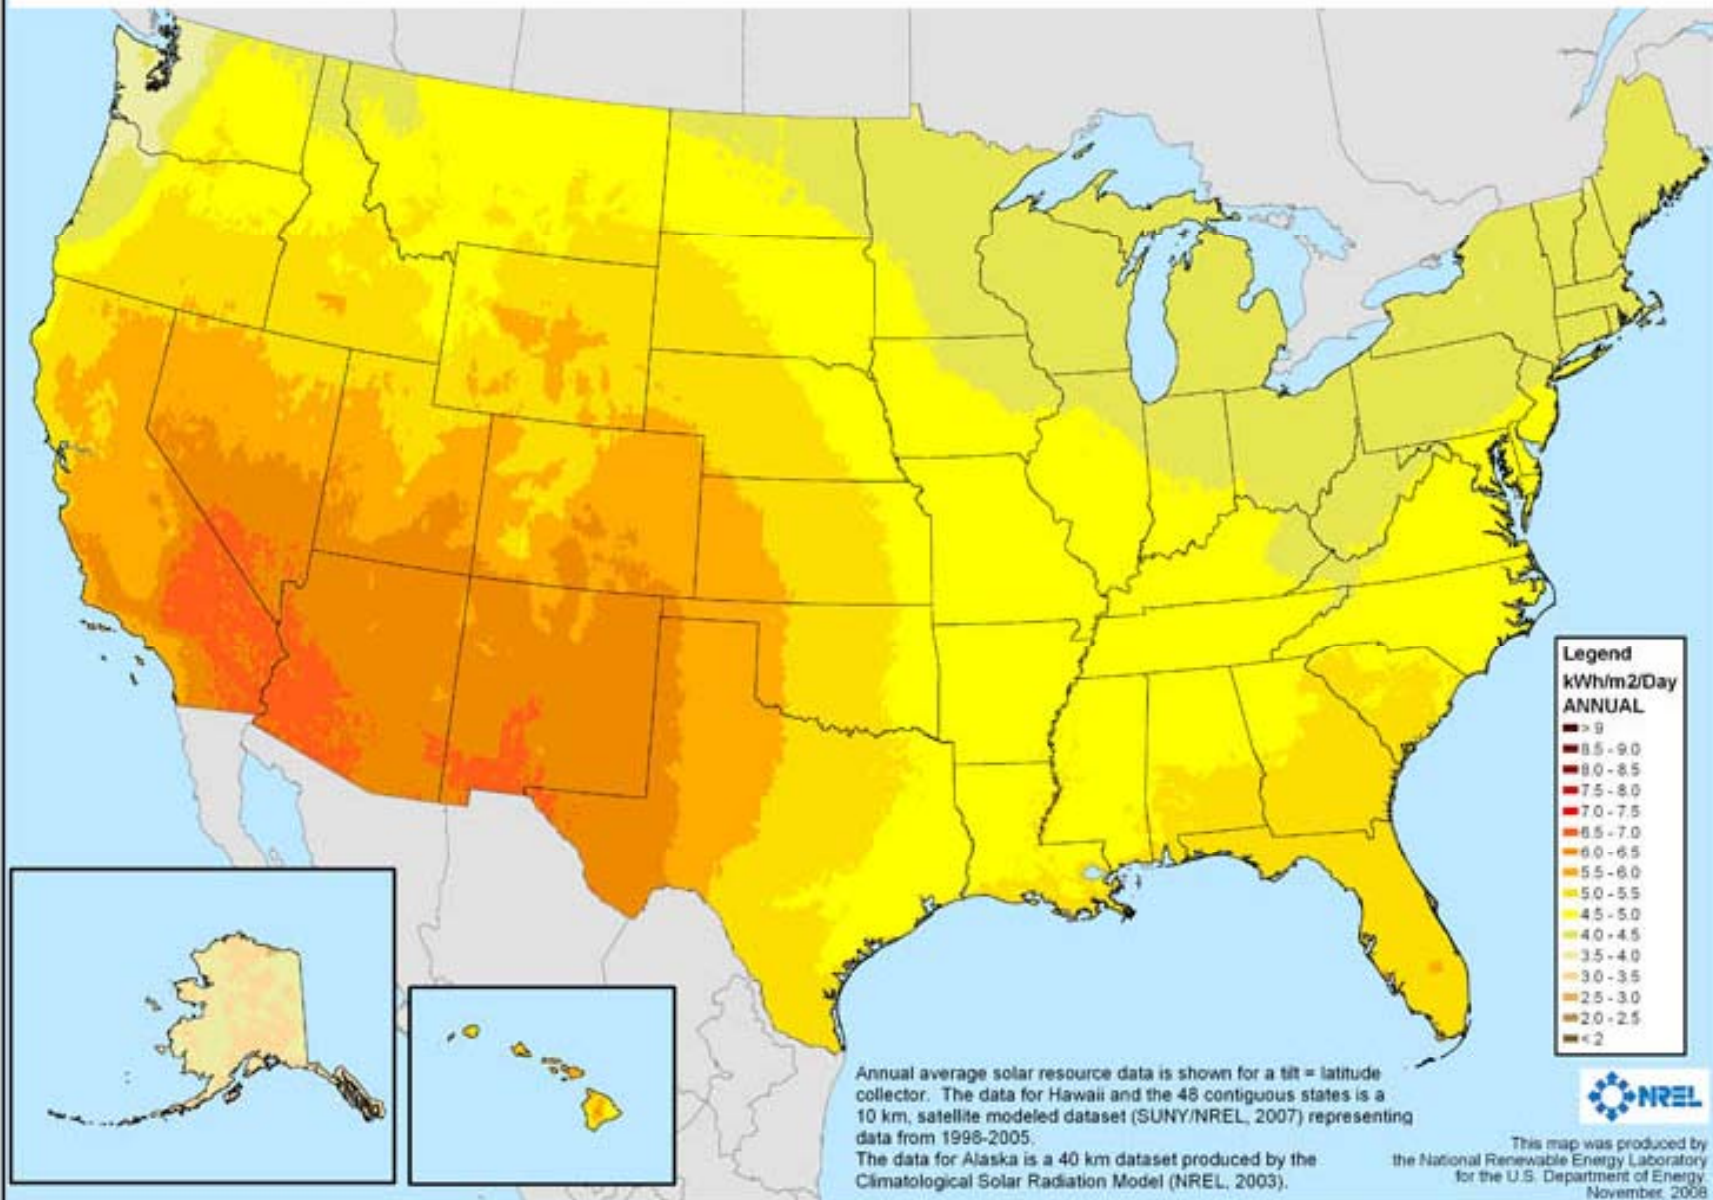 Legend
kWh/m2/Day
ANNUAL
> 9
8.5 - 9.0
8.0 - 8.5
7.5 - 8.0
7.0 - 7.5
6.5 - 7.0
6.0 - 6.5
5.5 - 6.0
5.0 - 5.5
4.5 - 5.0
4.0 - 4.5
3.5 - 4.0
3.0 - 3.5
2.5 - 3.0
2.0 - 2.5
< 2
Annual average solar resource data is shown for a tilt = latitude
collector. The data for Hawaii and the 48 contiguous states is a
10 km, satellite modeled dataset (SUNY/NREL, 2007) representing
data from 1998-2005.
The data for Alaska is a 40 km dataset produced by the
Climatological Solar Radiation Model (NREL, 2003).
NREL
This map was produced by
the National Renewable Energy Laboratory
for the U.S. Department of Energy.
November, 2008